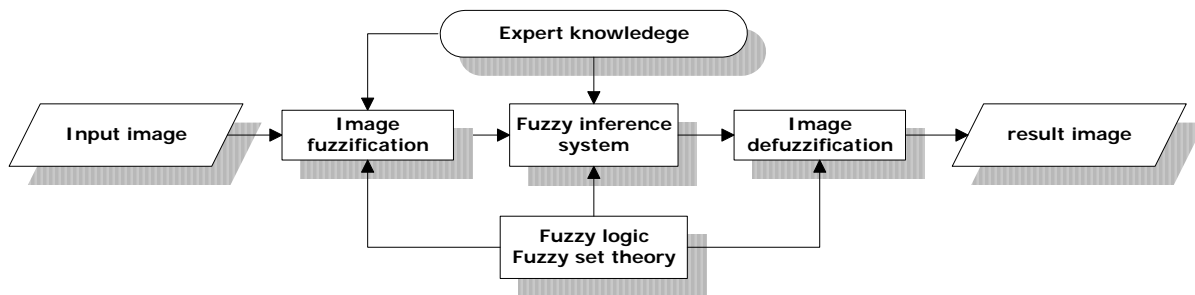 Expert knowledege
Input image
Image
fuzzification
Fuzzy inference
system
Image
defuzzification
result image
Fuzzy logic
Fuzzy set theory